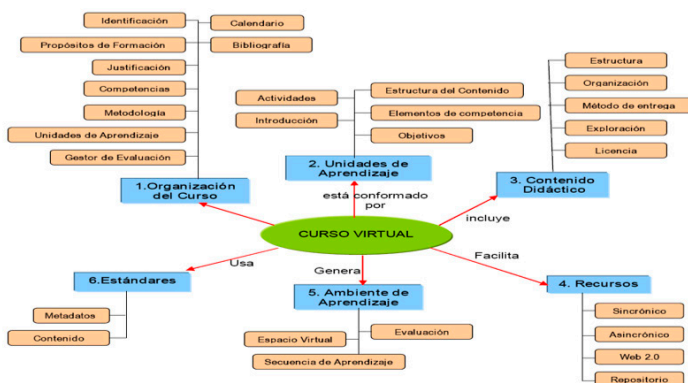 Identificación
Calendario
Propósitos de Formación
Bibliografía
Justificación
Competencias
Metodología
Unidades de Aprendizaje
Gestor de Evaluación
1.Organización
del Curso
Actividades
Estructura del Contenido
Introducción
Elementos de competencia
Objetivos
2. Unidades de
Aprendizaje
Estructura
Organización
Método de entrega
Exploración
Licencia
3. Contenido
Didáctico
está conformado
por
incluye
CURSO VIRTUAL
Usa
Genera
Facilita
6.Estándares
Metadatos
Contenido
5. Ambiente de
Aprendizaje
Espacio Virtual
Evaluación
Secuencia de Aprendizaje
4. Recursos
Sincrónico
Asincrónico
Web 2.0
Repositorio